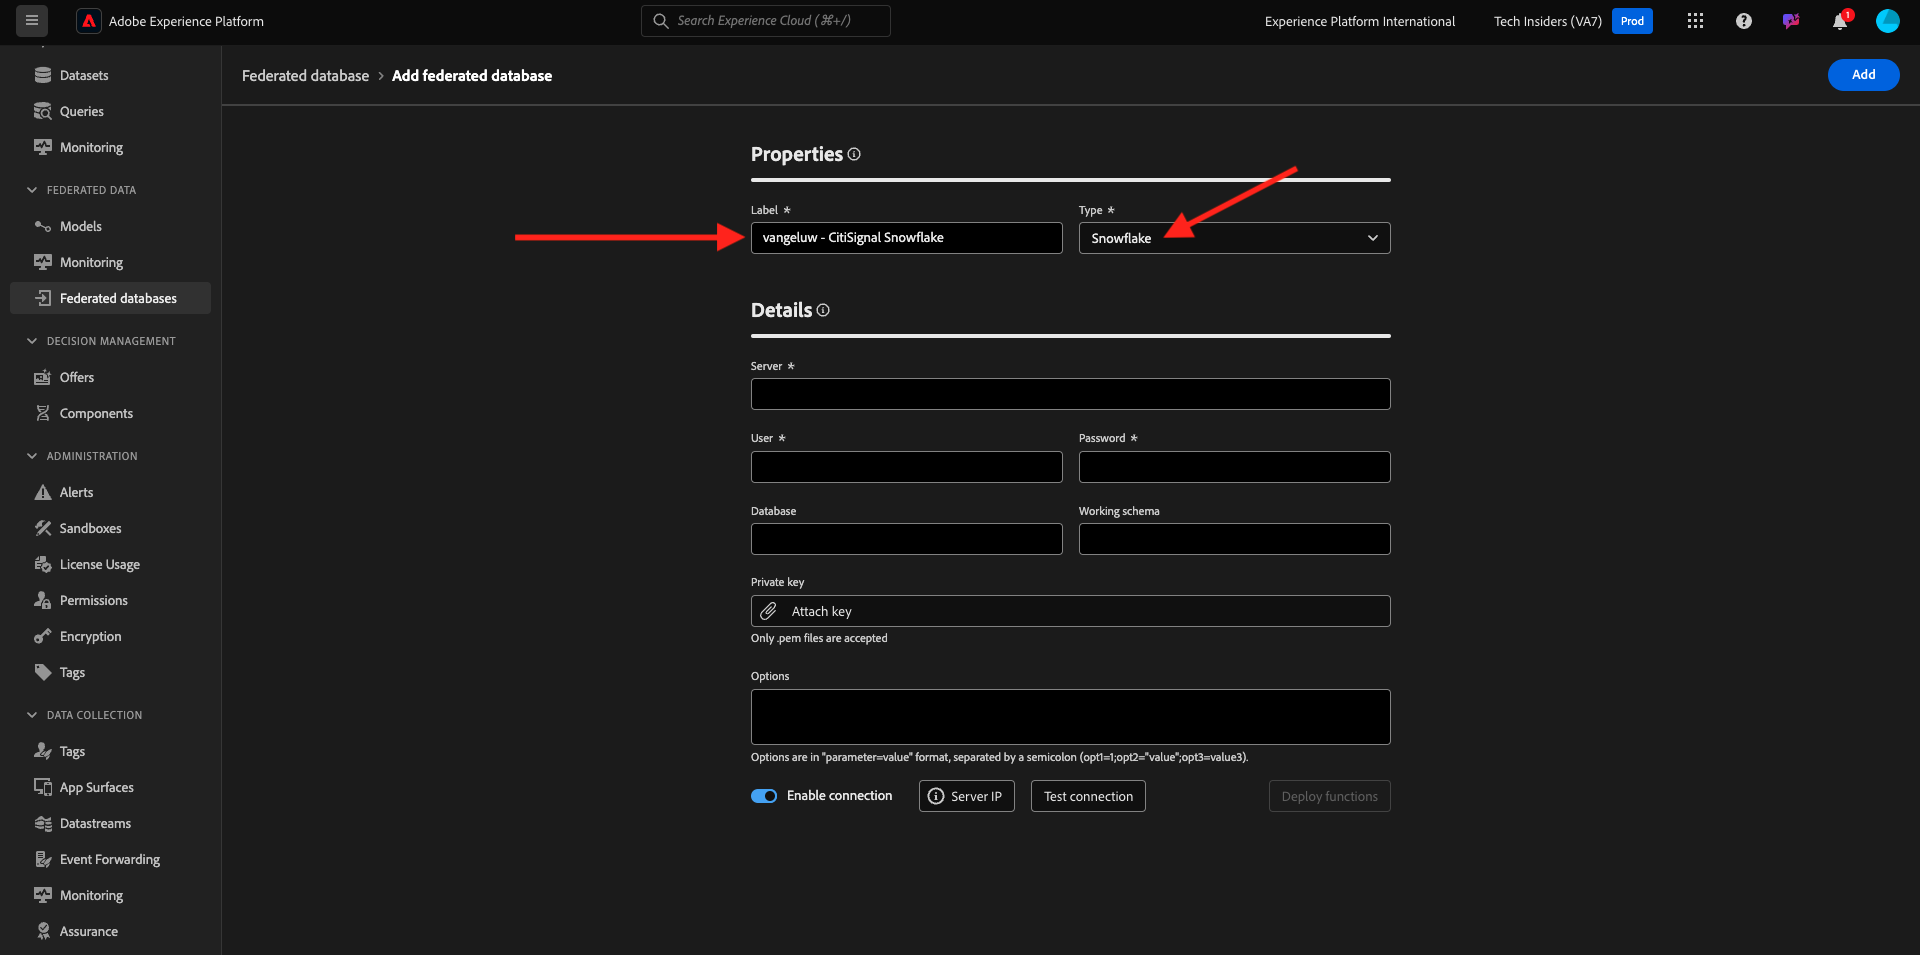 Adobe Experience Platform
Search Experience Cloud (⌘+/)
Experience Platform International
Tech Insiders (VA7)
Prod
1
Datasets
Queries
Monitoring
FEDERATED DATA
Models
Monitoring
Federated databases
DECISION MANAGEMENT
Offers
Components
ADMINISTRATION
Alerts
Sandboxes
License Usage
Permissions
Encryption
Tags
DATA COLLECTION
Tags
App Surfaces
Datastreams
Event Forwarding
Monitoring
Assurance
Federated database > Add federated database
Add
Properties
Label *
Type *
vangeluw - CitiSignal Snowflake
Snowflake
Details
Server *
User *
Password *
Database
Working schema
Private key
Attach key
Only .pem files are accepted
Options
Options are in "parameter=value" format, separated by a semicolon (opt1=1;opt2="value";opt3=value3).
Enable connection
Server IP
Test connection
Deploy functions